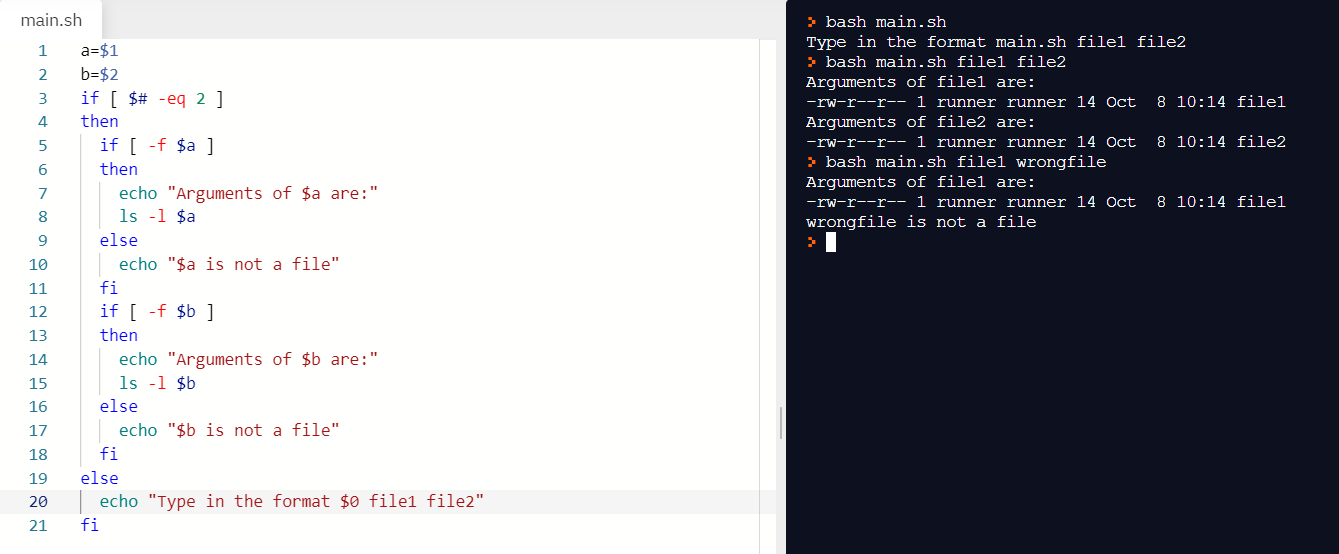 main.sh
1 a=$1
2 b=$2
3 if [ $# -eq 2 ]
4 then
5 if [ -f $a ]
6 then
7 echo "Arguments of $a are:"
8 ls -l $a
9 else
10 echo "$a is not a file"
11 fi
12 if [ -f $b ]
13 then
14 echo "Arguments of $b are:"
15 ls -l $b
16 else
17 echo "$b is not a file"
18 fi
19 else
20 echo "Type in the format $0 file1 file2"
21 fi
> bash main.sh
Type in the format main.sh file1 file2
> bash main.sh file1 file2
Arguments of file1 are:
-rw-r--r-- 1 runner runner 14 Oct  8 10:14 file1
Arguments of file2 are:
-rw-r--r-- 1 runner runner 14 Oct  8 10:14 file2
> bash main.sh file1 wrongfile
Arguments of file1 are:
-rw-r--r-- 1 runner runner 14 Oct  8 10:14 file1
wrongfile is not a file
>